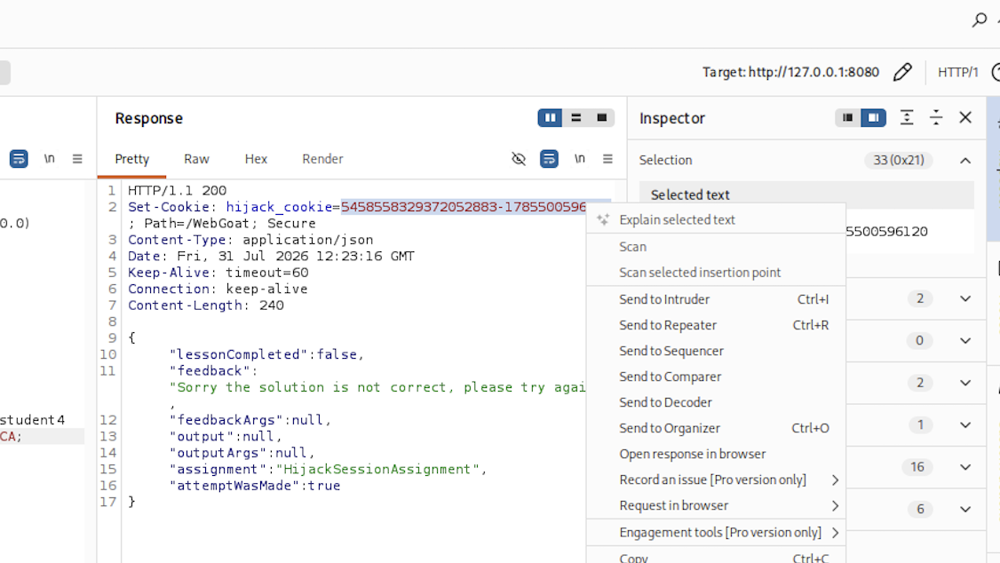 Target: http://127.0.0.1:8080 HTTP/1
Response
Inspector
\n
Pretty Raw Hex Render \n
Selection 33 (0x21)
Selected text
5500596120
0.0)
student4
CA;
1 HTTP/1.1 200
2 Set-Cookie: hijack_cookie=5458558329372052883-1785500596
; Path=/WebGoat; Secure
3 Content-Type: application/json
4 Date: Fri, 31 Jul 2026 12:23:16 GMT
5 Keep-Alive: timeout=60
6 Connection: keep-alive
7 Content-Length: 240
8
9 {
10 "lessonCompleted":false,
11 "feedback":
"Sorry the solution is not correct, please try agai
,
12 "feedbackArgs":null,
13 "output":null,
14 "outputArgs":null,
15 "assignment":"HijackSessionAssignment",
16 "attemptWasMade":true
17 }
Explain selected text
Scan
Scan selected insertion point
Send to Intruder Ctrl+I
Send to Repeater Ctrl+R
Send to Sequencer
Send to Comparer
Send to Decoder
Send to Organizer Ctrl+O
Open response in browser
Record an issue [Pro version only]
Request in browser
Engagement tools [Pro version only]
Copy Ctrl+C
2
0
2
1
16
6